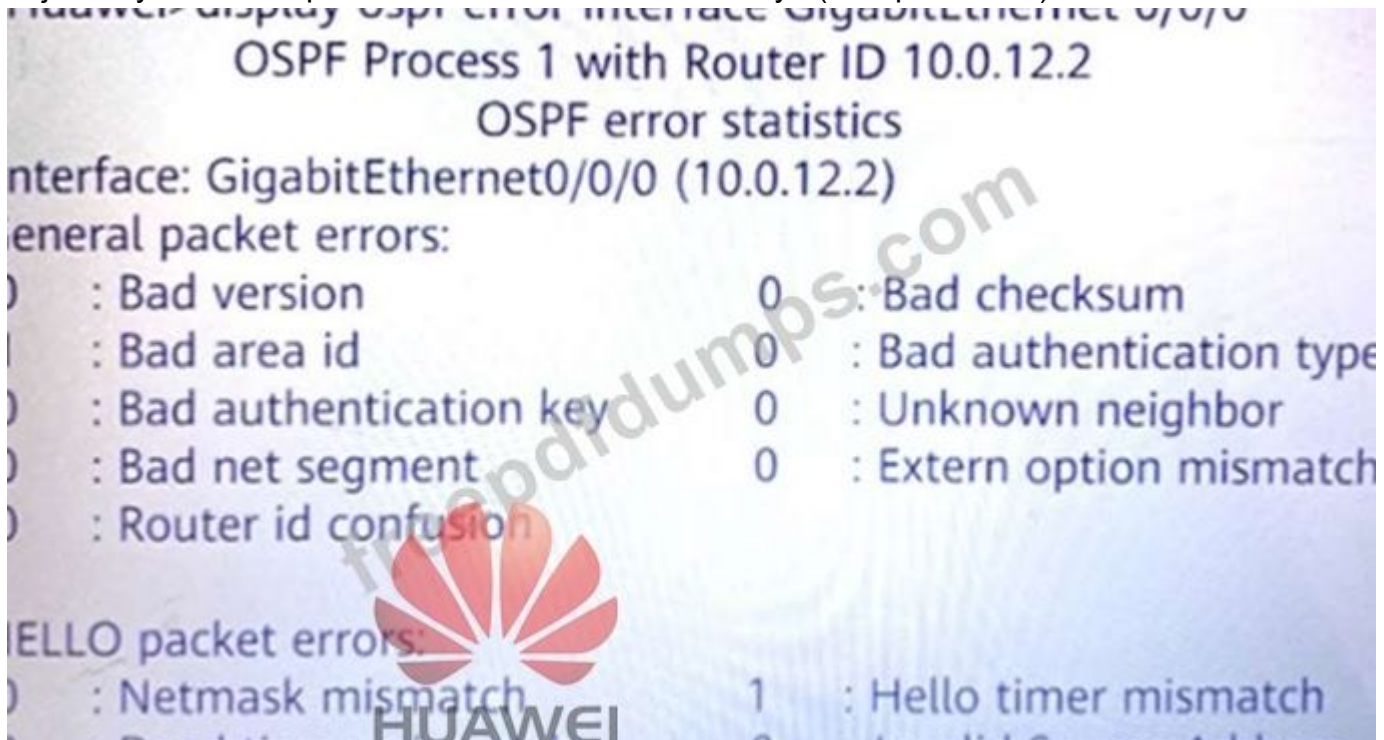 OSPF Process 1 with Router ID 10.0.12.2
OSPF error statistics
nterface: GigabitEthernet0/0/0 (10.0.12.2)
eneral packet errors:
: Bad version 0 : Bad checksum
: Bad area id 0 : Bad authentication type
: Bad authentication key 0 : Unknown neighbor
: Bad net segment 0 : Extern option mismatch
: Router id confusion
freepdfdumps.com
ELLO packet errors:
: Netmask mismatch 1 : Hello timer mismatch
HUAWEI